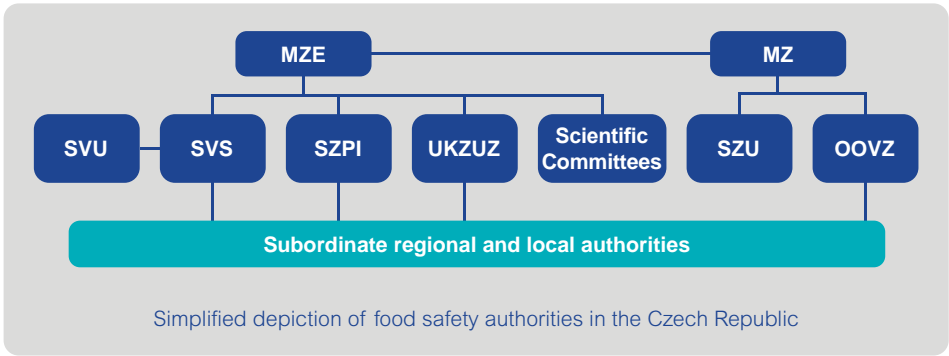 MZE
MZ
SVU
SVS
SZPI
UKZUZ
Scientific
Committees
SZU
OOVZ
Subordinate regional and local authorities
Simplified depiction of food safety authorities in the Czech Republic